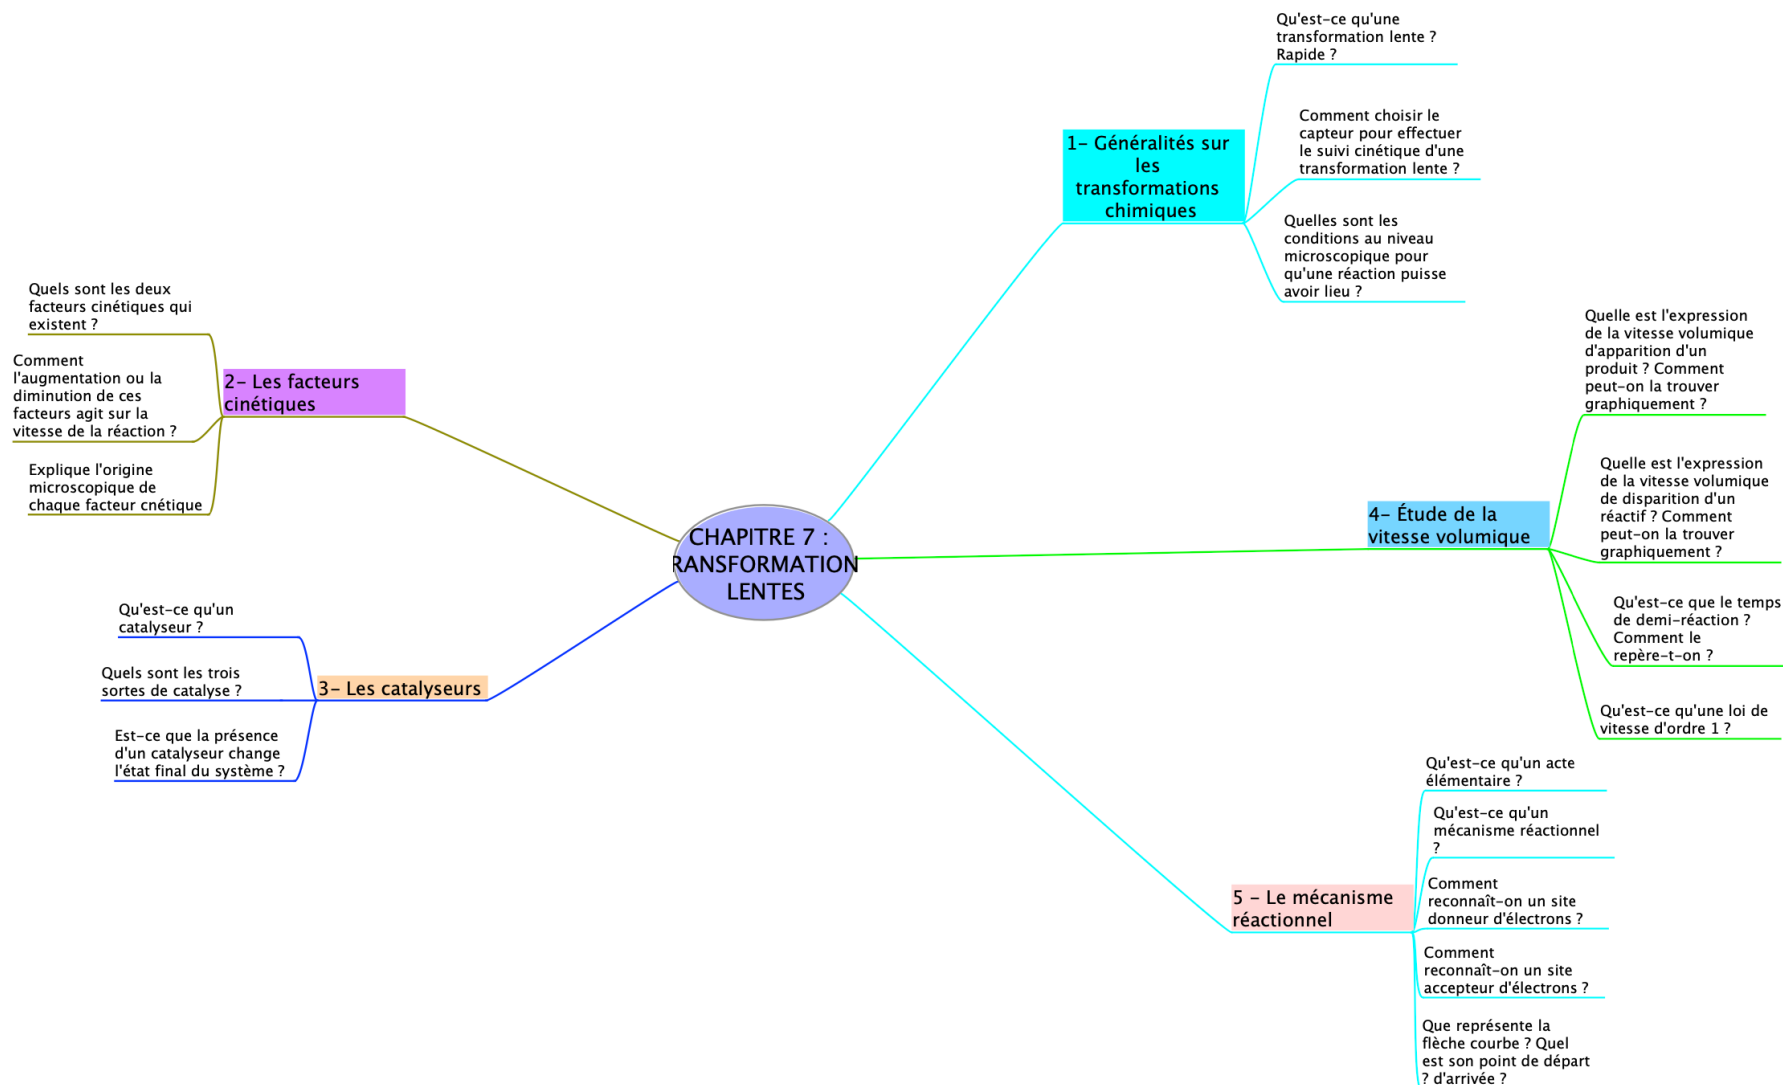 CHAPITRE 7 :
RANSFORMATION
LENTES
1- Généralités sur
les
transformations
chimiques
Qu'est-ce qu'une
transformation lente ?
Rapide ?
Comment choisir le
capteur pour effectuer
le suivi cinétique d'une
transformation lente ?
Quelles sont les
conditions au niveau
microscopique pour
qu'une réaction puisse
avoir lieu ?
2- Les facteurs
cinétiques
Quels sont les deux
facteurs cinétiques qui
existent ?
Comment
l'augmentation ou la
diminution de ces
facteurs agit sur la
vitesse de la réaction ?
Explique l'origine
microscopique de
chaque facteur cnétique
3- Les catalyseurs
Qu'est-ce qu'un
catalyseur ?
Quels sont les trois
sortes de catalyse ?
Est-ce que la présence
d'un catalyseur change
l'état final du système ?
4- Étude de la
vitesse volumique
Quelle est l'expression
de la vitesse volumique
d'apparition d'un
produit ? Comment
peut-on la trouver
graphiquement ?
Quelle est l'expression
de la vitesse volumique
de disparition d'un
réactif ? Comment
peut-on la trouver
graphiquement ?
Qu'est-ce que le temps
de demi-réaction ?
Comment le
repère-t-on ?
Qu'est-ce qu'une loi de
vitesse d'ordre 1 ?
5 - Le mécanisme
réactionnel
Qu'est-ce qu'un acte
élémentaire ?
Qu'est-ce qu'un
mécanisme réactionnel
?
Comment
reconnaît-on un site
donneur d'électrons ?
Comment
reconnaît-on un site
accepteur d'électrons ?
Que représente la
flèche courbe ? Quel
est son point de départ
? d'arrivée ?